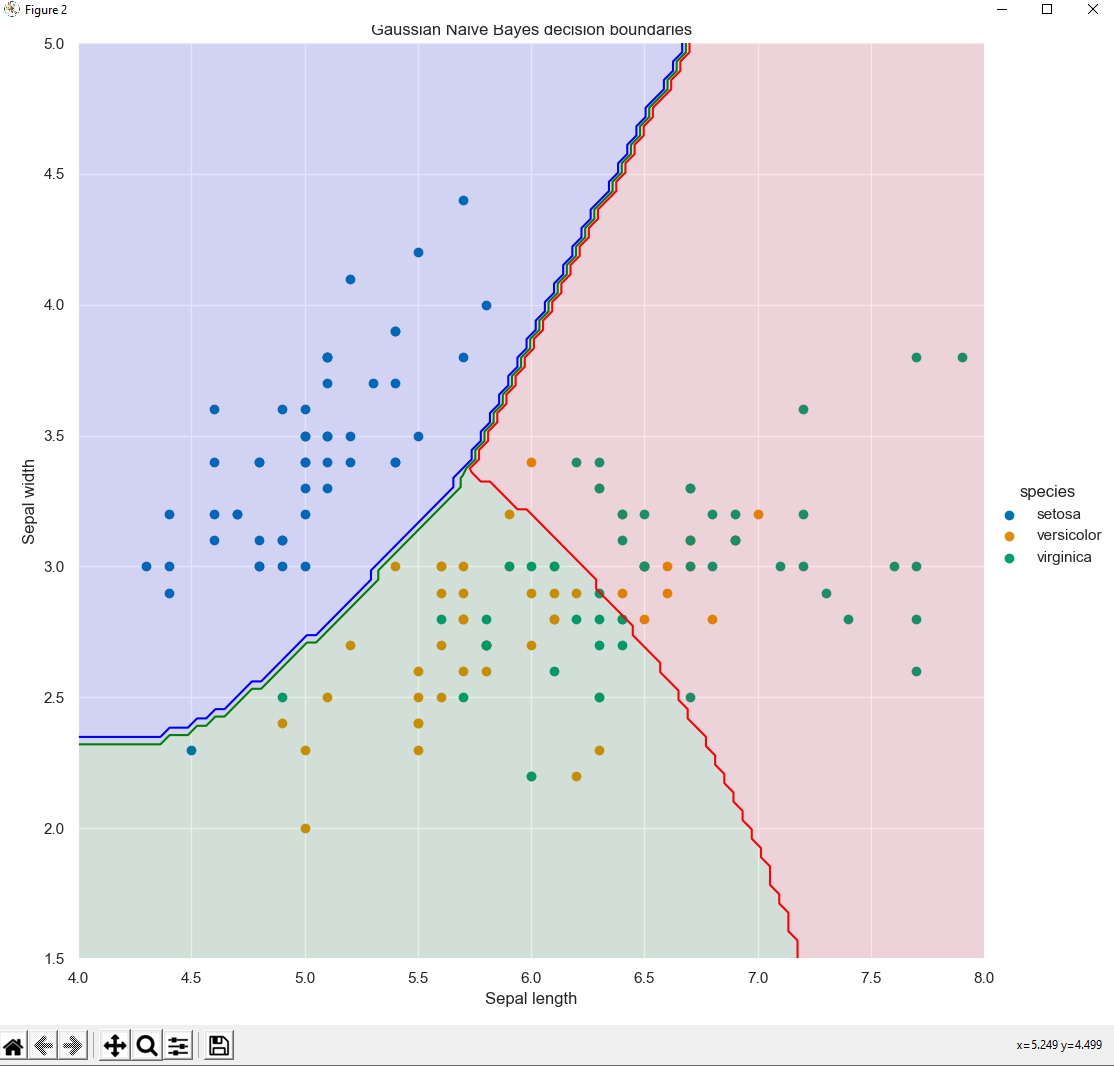 Figure 2
Gaussian Naive Bayes decision boundaries
5.0
4.5
4.0
3.5
3.0
2.5
2.0
1.5
Sepal width
4.0 4.5 5.0 5.5 6.0 6.5 7.0 7.5 8.0
Sepal length
species
setosa
versicolor
virginica
x=5.249 y=4.499